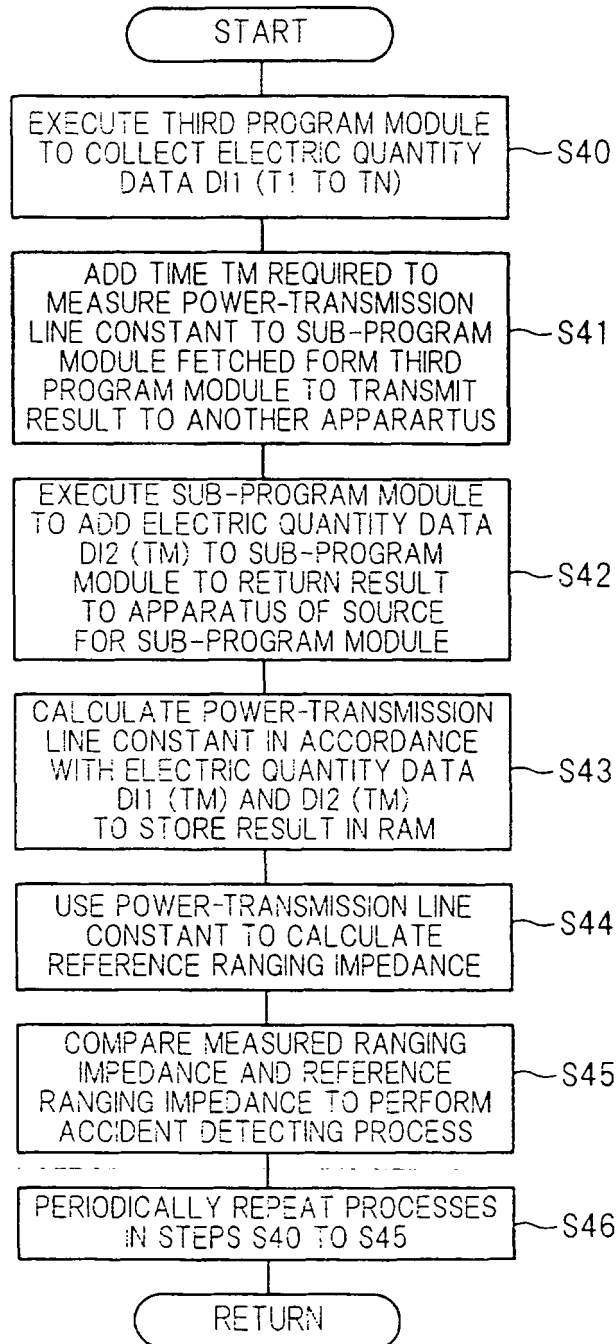 START
EXECUTE THIRD PROGRAM MODULE
TO COLLECT ELECTRIC QUANTITY
DATA DI1 (T1 TO TN)
S40
ADD TIME TM REQUIRED TO
MEASURE POWER-TRANSMISSION
LINE CONSTANT TO SUB-PROGRAM
MODULE FETCHED FORM THIRD
PROGRAM MODULE TO TRANSMIT
RESULT TO ANOTHER APPARARTUS
S41
EXECUTE SUB-PROGRAM MODULE
TO ADD ELECTRIC QUANTITY DATA
DI2 (TM) TO SUB-PROGRAM
MODULE TO RETURN RESULT
TO APPARATUS OF SOURCE
FOR SUB-PROGRAM MODULE
S42
CALCULATE POWER-TRANSMISSION
LINE CONSTANT IN ACCORDANCE
WITH ELECTRIC QUANTITY DATA
DI1 (TM) AND DI2 (TM)
TO STORE RESULT IN RAM
S43
USE POWER-TRANSMISSION LINE
CONSTANT TO CALCULATE
REFERENCE RANGING IMPEDANCE
S44
COMPARE MEASURED RANGING
IMPEDANCE AND REFERENCE
RANGING IMPEDANCE TO PERFORM
ACCIDENT DETECTING PROCESS
S45
PERIODICALLY REPEAT PROCESSES
IN STEPS S40 TO S45
S46
RETURN